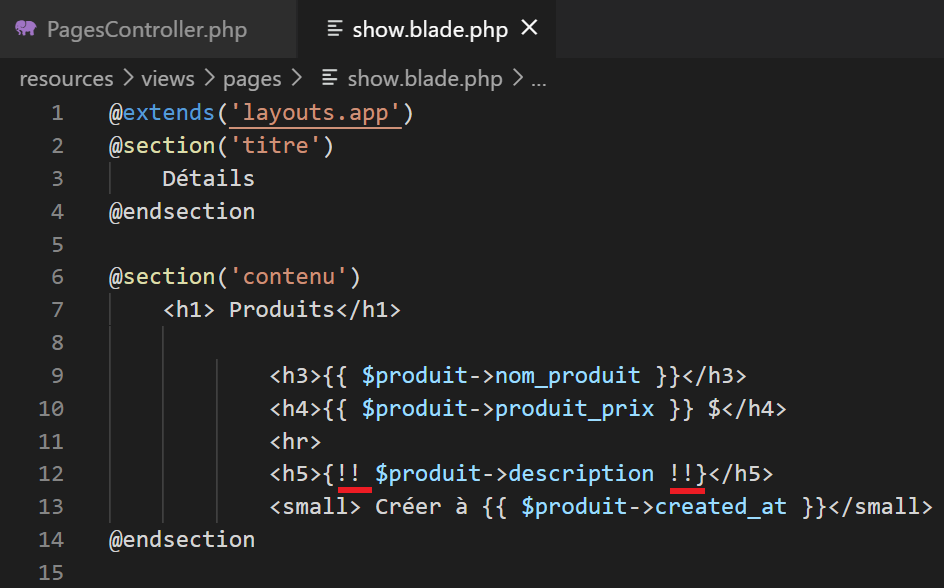 PagesController.php show.blade.php
resources > views > pages > show.blade.php > ...
1 @extends('layouts.app')
2 @section('titre')
3 Détails
4 @endsection
5
6 @section('contenu')
7 <h1> Produits</h1>
8
9 <h3>{{ $produit->nom_produit }}</h3>
10 <h4>{{ $produit->produit_prix }} $</h4>
11 <hr>
12 <h5>{!! $produit->description !!}</h5>
13 <small> Créer à {{ $produit->created_at }}</small>
14 @endsection
15